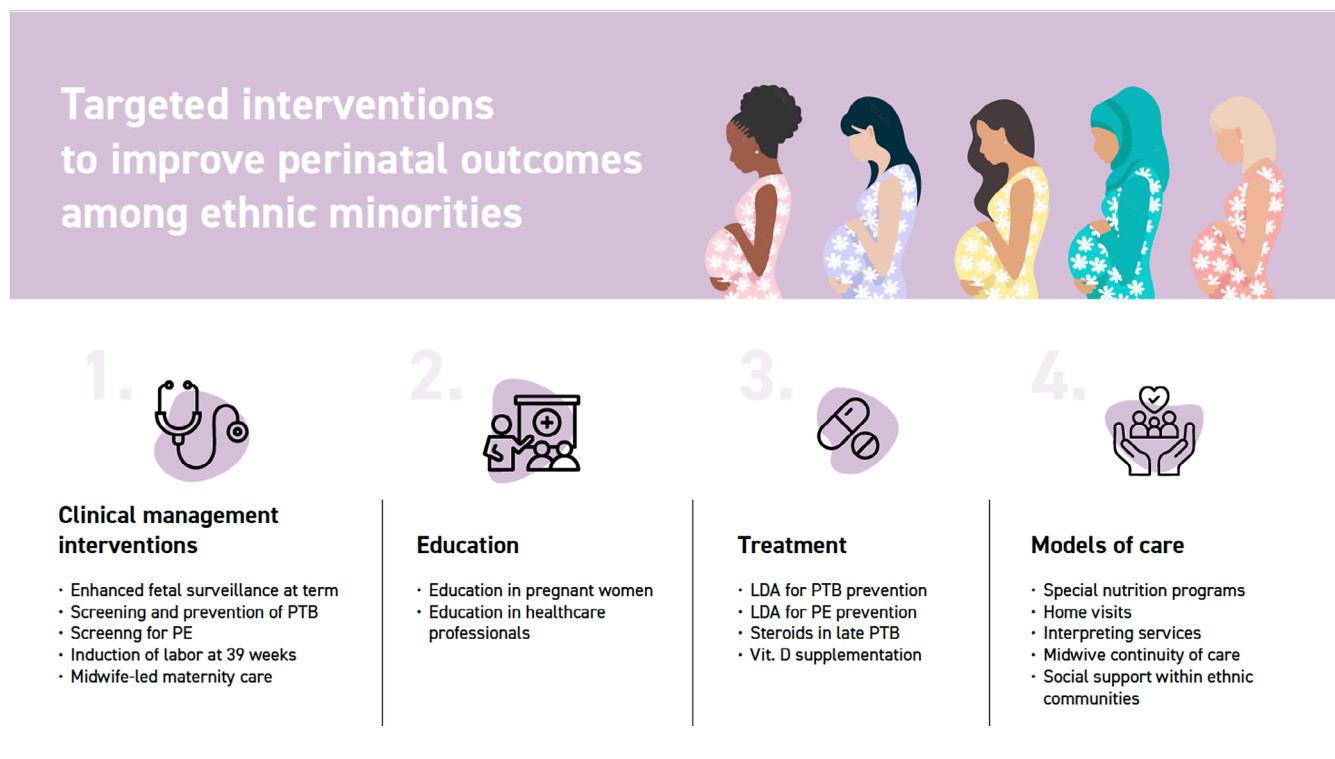 Targeted interventions
to improve perinatal outcomes
among ethnic minorities
1.
Clinical management
interventions
· Enhanced fetal surveillance at term
· Screening and prevention of PTB
· Screenng for PE
· Induction of labor at 39 weeks
· Midwife-led maternity care
2.
Education
· Education in pregnant women
· Education in healthcare
professionals
3.
Treatment
· LDA for PTB prevention
· LDA for PE prevention
· Steroids in late PTB
· Vit. D supplementation
4.
Models of care
· Special nutrition programs
· Home visits
· Interpreting services
· Midwive continuity of care
· Social support within ethnic
communities